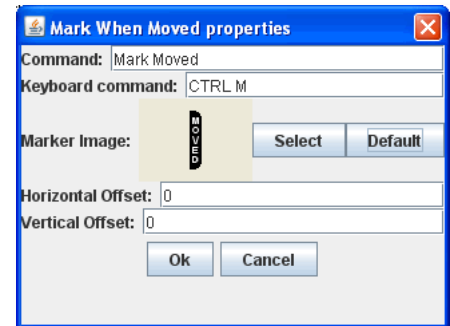 Mark When Moved properties
Command: Mark Moved
Keyboard command: CTRL M
Marker Image: MOVED Select Default
Horizontal Offset: 0
Vertical Offset: 0
Ok Cancel